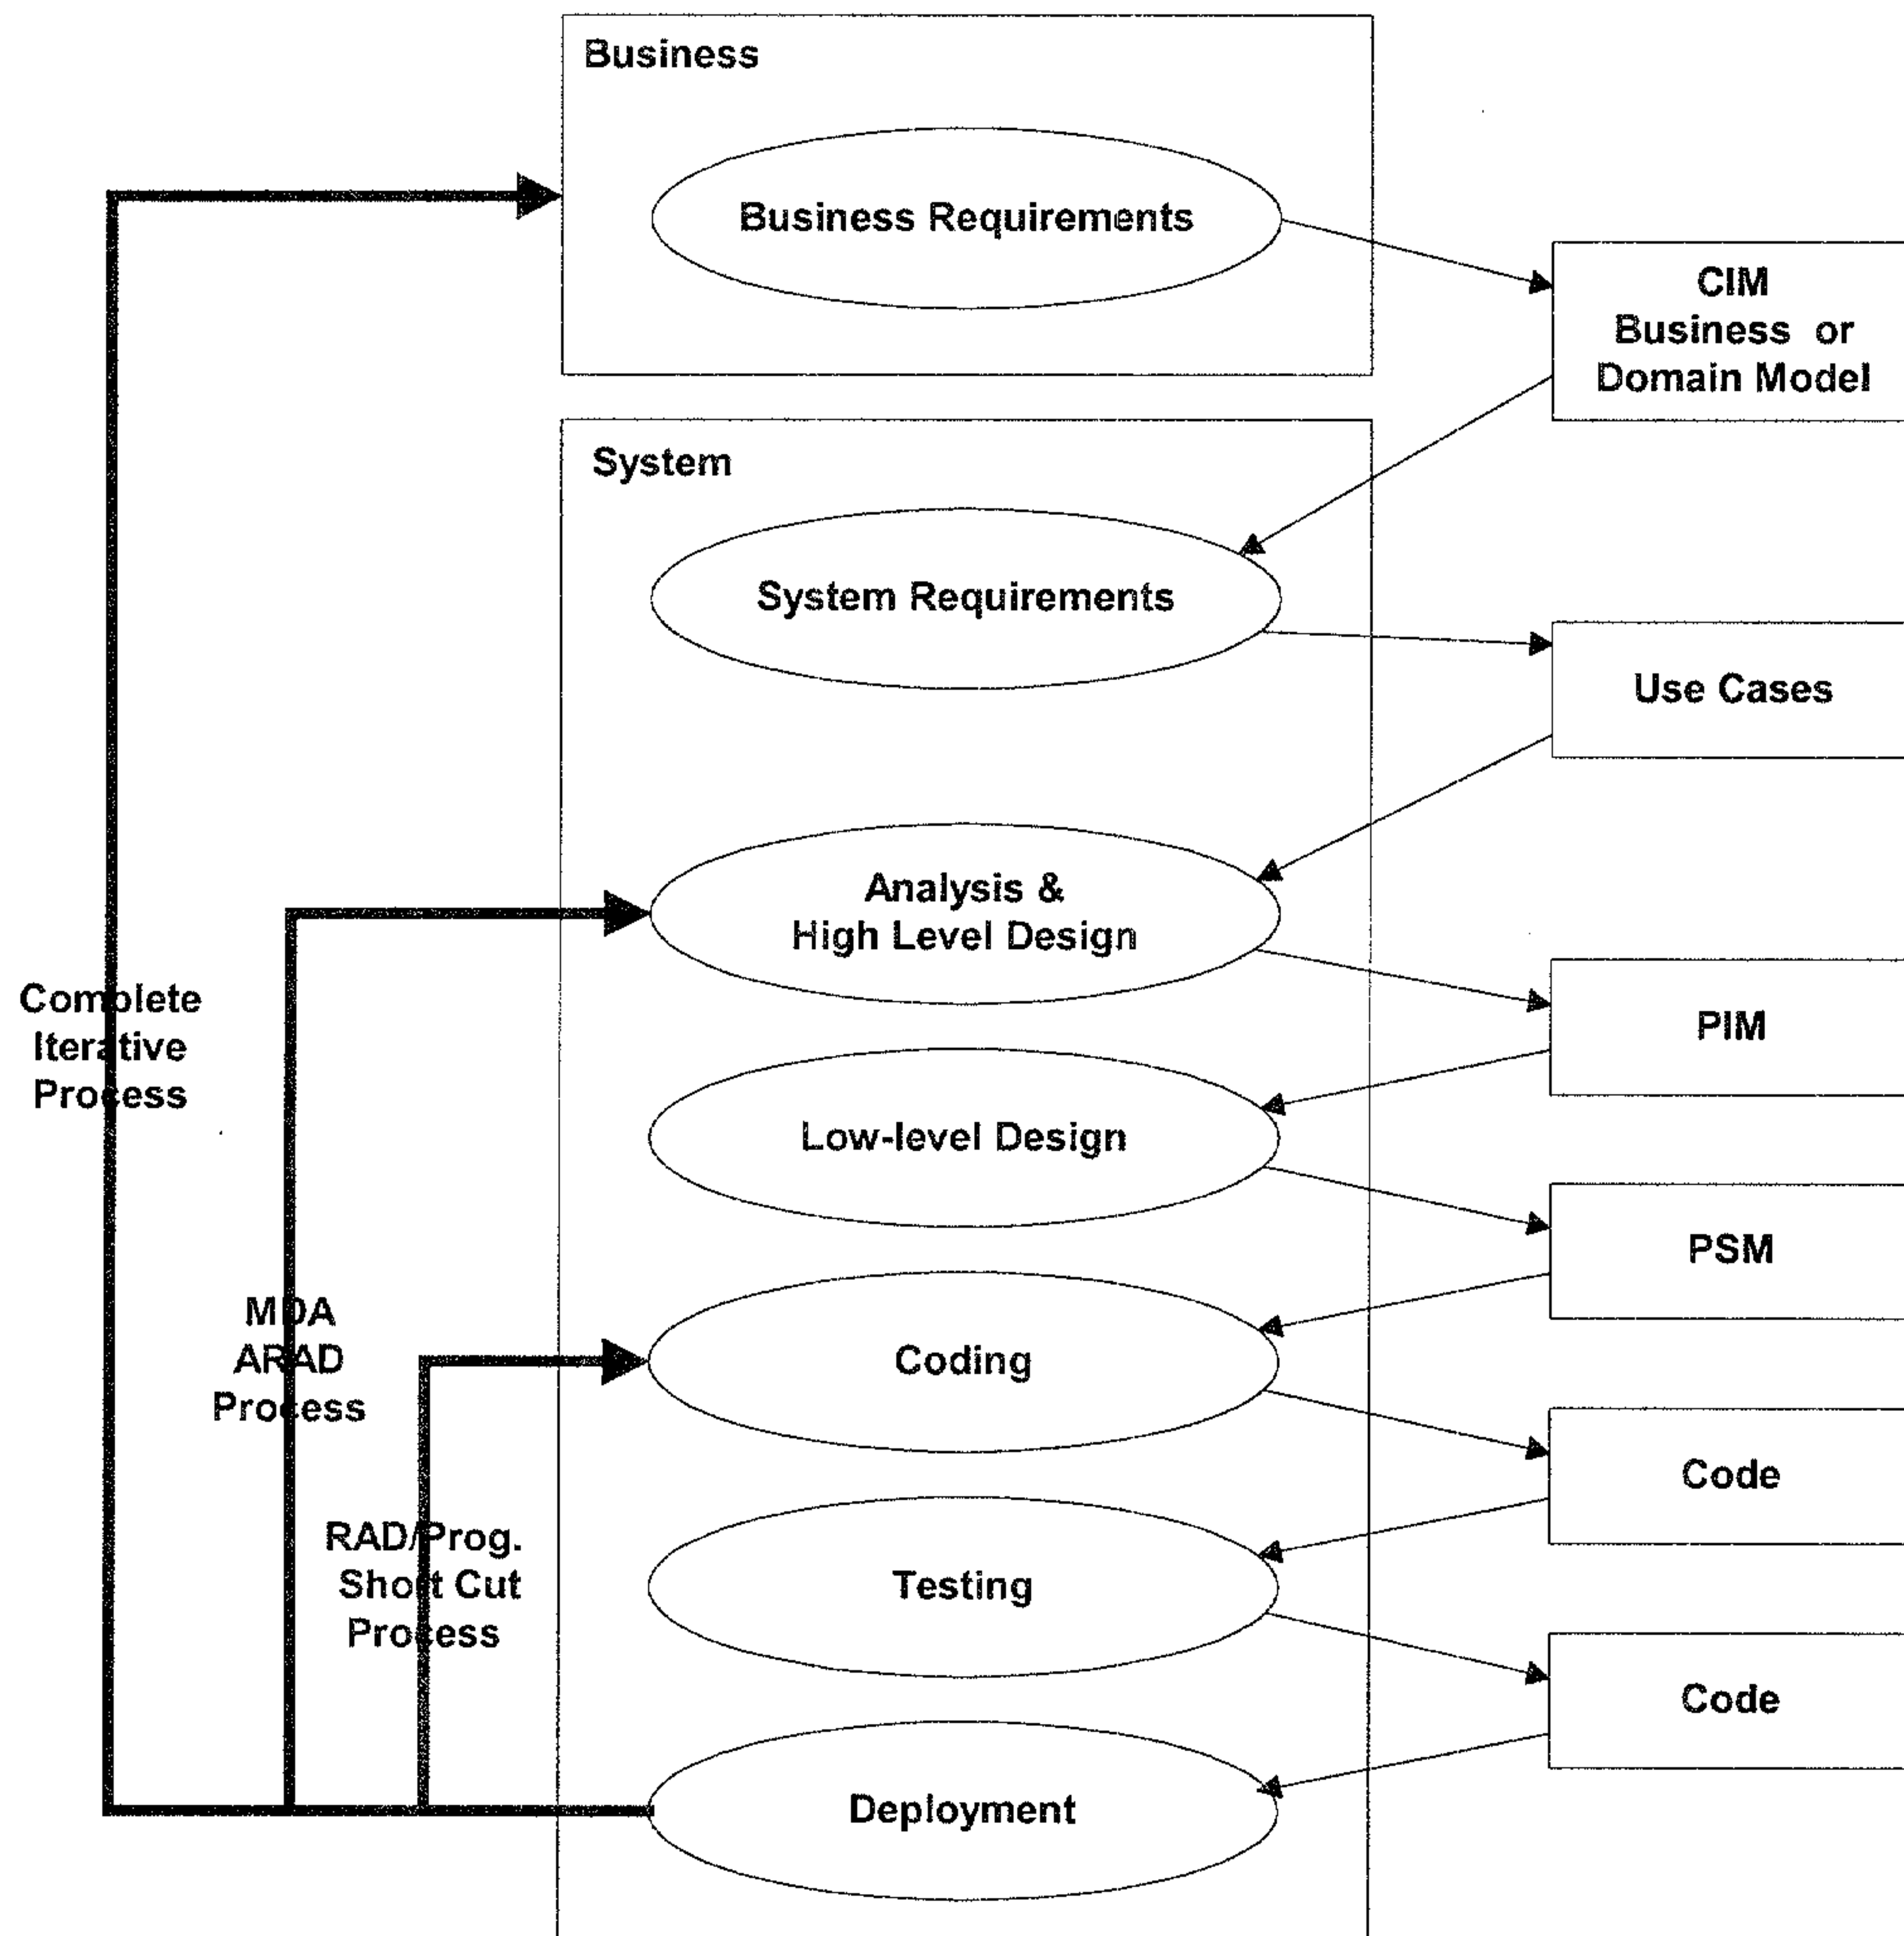 Business
Business Requirements
CIM
Business or
Domain Model
System
System Requirements
Use Cases
Analysis &
High Level Design
PIM
Complete
Iterative
Process
Low-level Design
PSM
MDA
ARAD
Process
Coding
Code
RAD/Prog.
Short Cut
Process
Testing
Code
Deployment